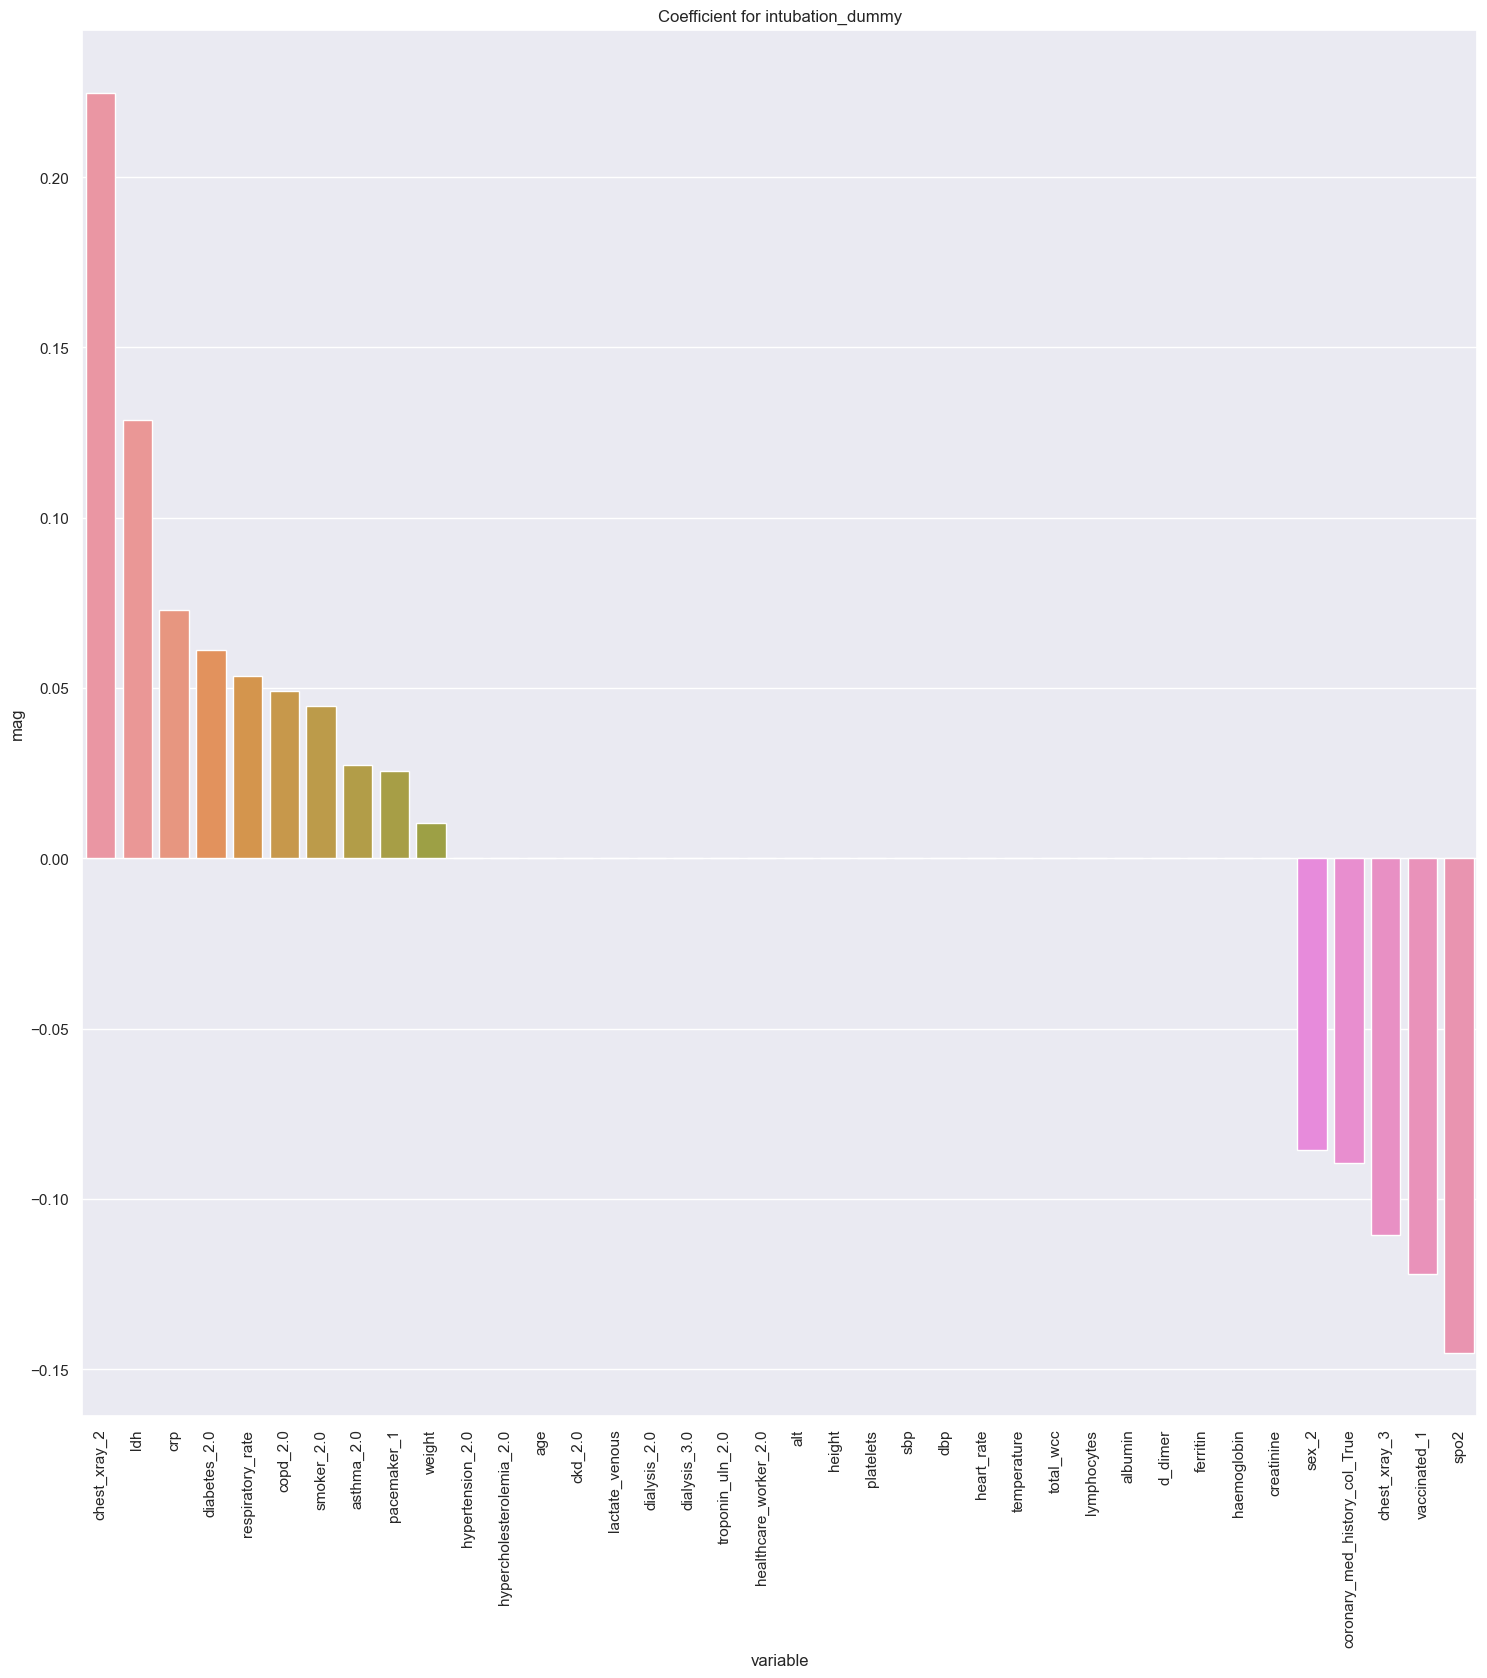 Coefficient for intubation_dummy
mag
0.20
0.15
0.10
0.05
0.00
−0.05
−0.10
−0.15
chest_xray_2
ldh
crp
diabetes_2.0
respiratory_rate
copd_2.0
smoker_2.0
asthma_2.0
pacemaker_1
weight
hypertension_2.0
hypercholesterolemia_2.0
age
ckd_2.0
lactate_venous
dialysis_2.0
dialysis_3.0
troponin_uln_2.0
healthcare_worker_2.0
alt
height
platelets
sbp
dbp
heart_rate
temperature
total_wcc
lymphocytes
albumin
d_dimer
ferritin
haemoglobin
creatinine
sex_2
coronary_med_history_col_True
chest_xray_3
vaccinated_1
spo2
variable